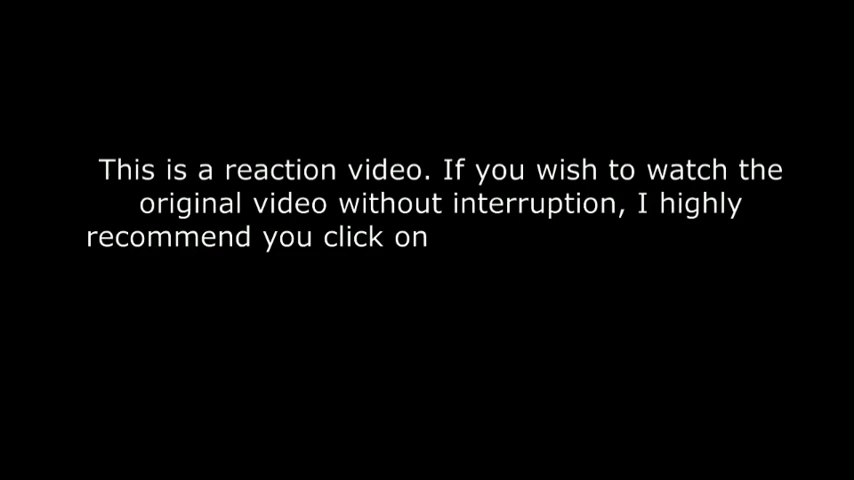 This is a reaction video. If you wish to watch the
original video without interruption, I highly
recommend you click on